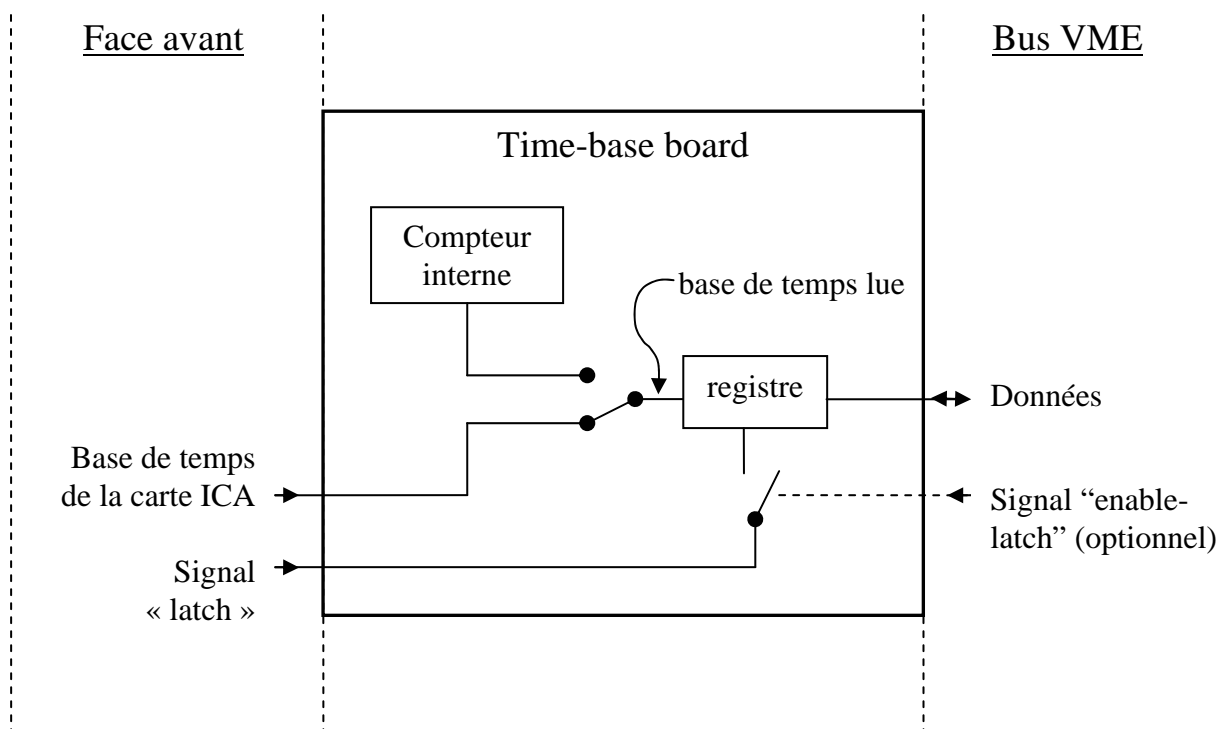 Face avant
Bus VME
Time-base board
Compteur
interne
base de temps lue
registre
Données
Base de temps
de la carte ICA
Signal “enable-
latch” (optionnel)
Signal
« latch »